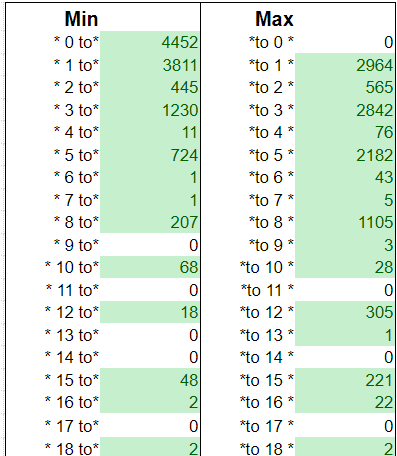 Min Max
* 0 to* 4452 *to 0 * 0
* 1 to* 3811 *to 1 * 2964
* 2 to* 445 *to 2 * 565
* 3 to* 1230 *to 3 * 2842
* 4 to* 11 *to 4 * 76
* 5 to* 724 *to 5 * 2182
* 6 to* 1 *to 6 * 43
* 7 to* 1 *to 7 * 5
* 8 to* 207 *to 8 * 1105
* 9 to* 0 *to 9 * 3
* 10 to* 68 *to 10 * 28
* 11 to* 0 *to 11 * 0
* 12 to* 18 *to 12 * 305
* 13 to* 0 *to 13 * 1
* 14 to* 0 *to 14 * 0
* 15 to* 48 *to 15 * 221
* 16 to* 2 *to 16 * 22
* 17 to* 0 *to 17 * 0
* 18 to* 2 *to 18 * 2